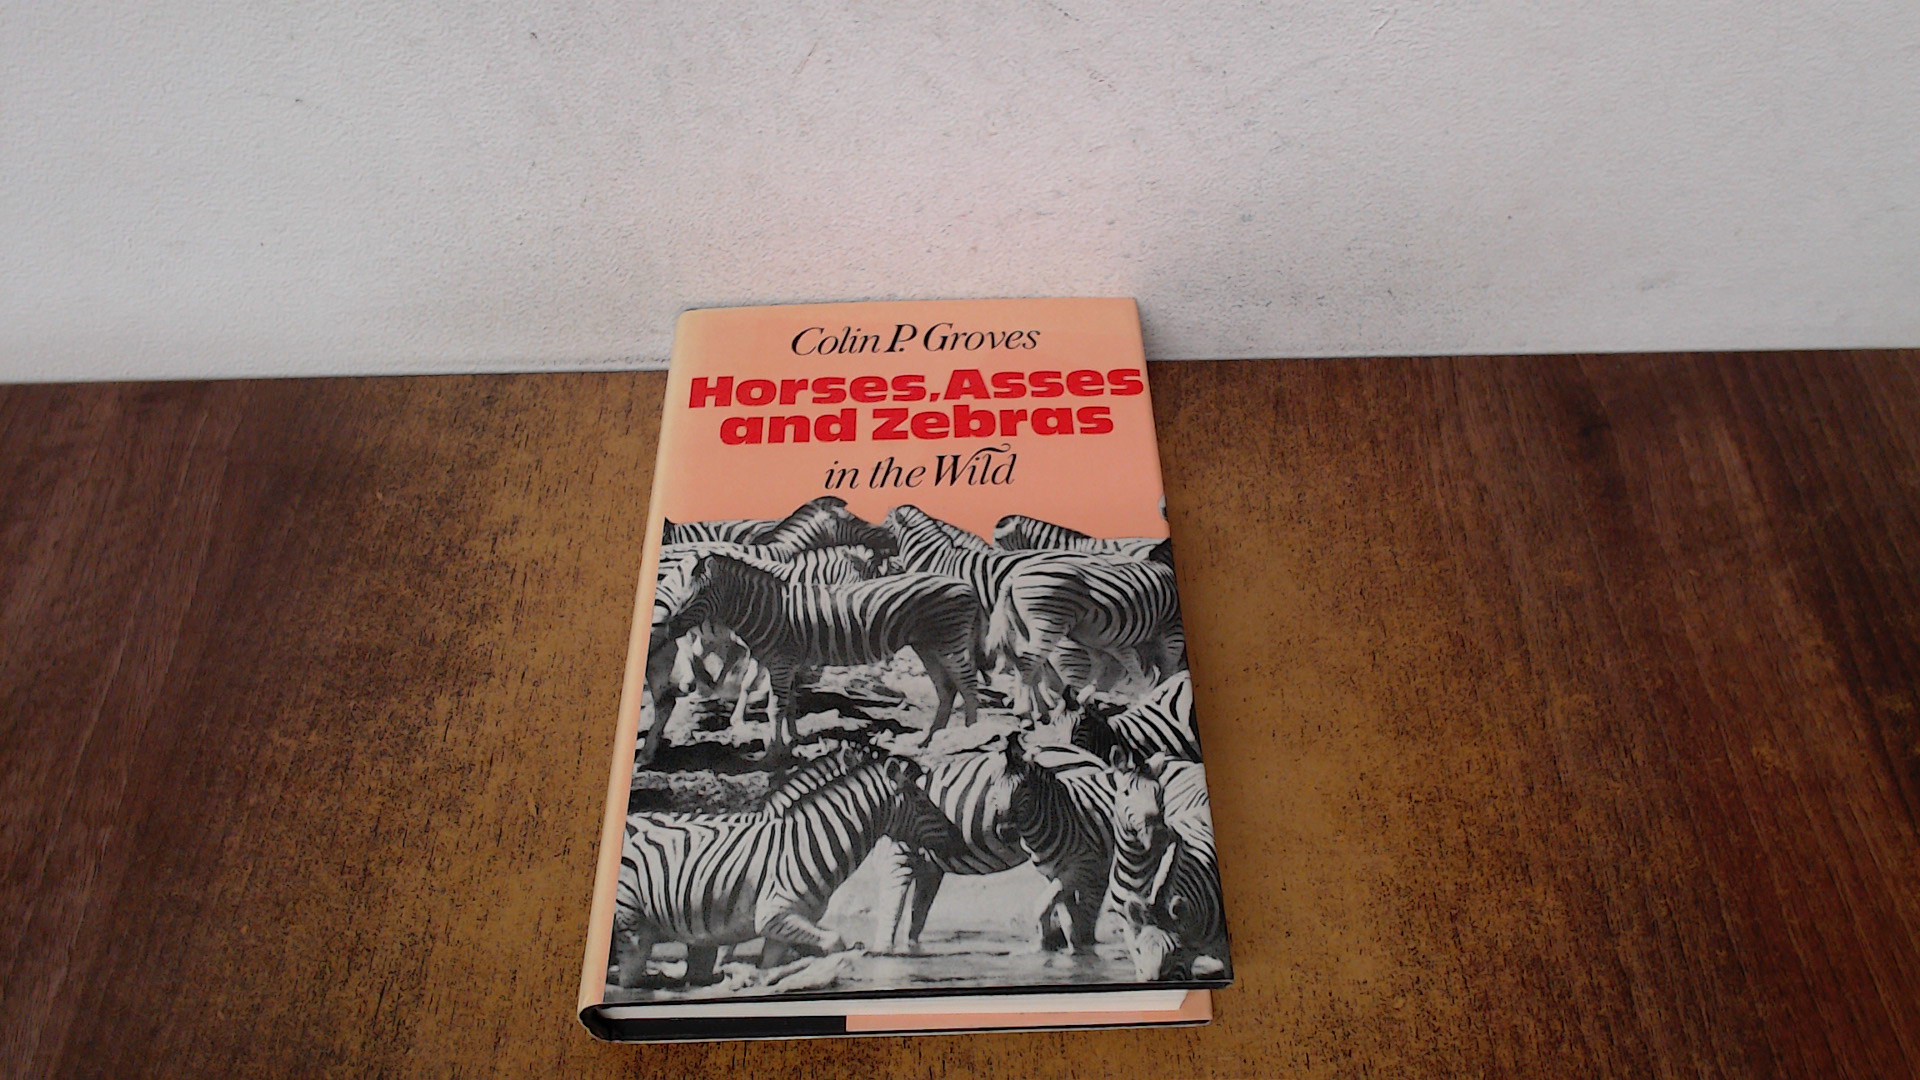 Colin P. Groves
Horses, Asses
and Zebras
in the Wild